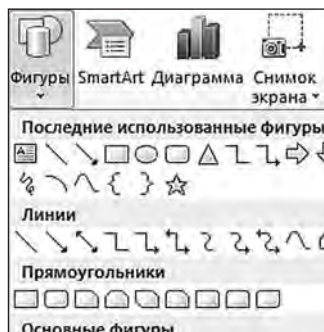 Фигуры SmartArt Диаграмма Снимок
экрана
Последние использованные фигуры
Линии
Прямоугольники
Основные фигуры